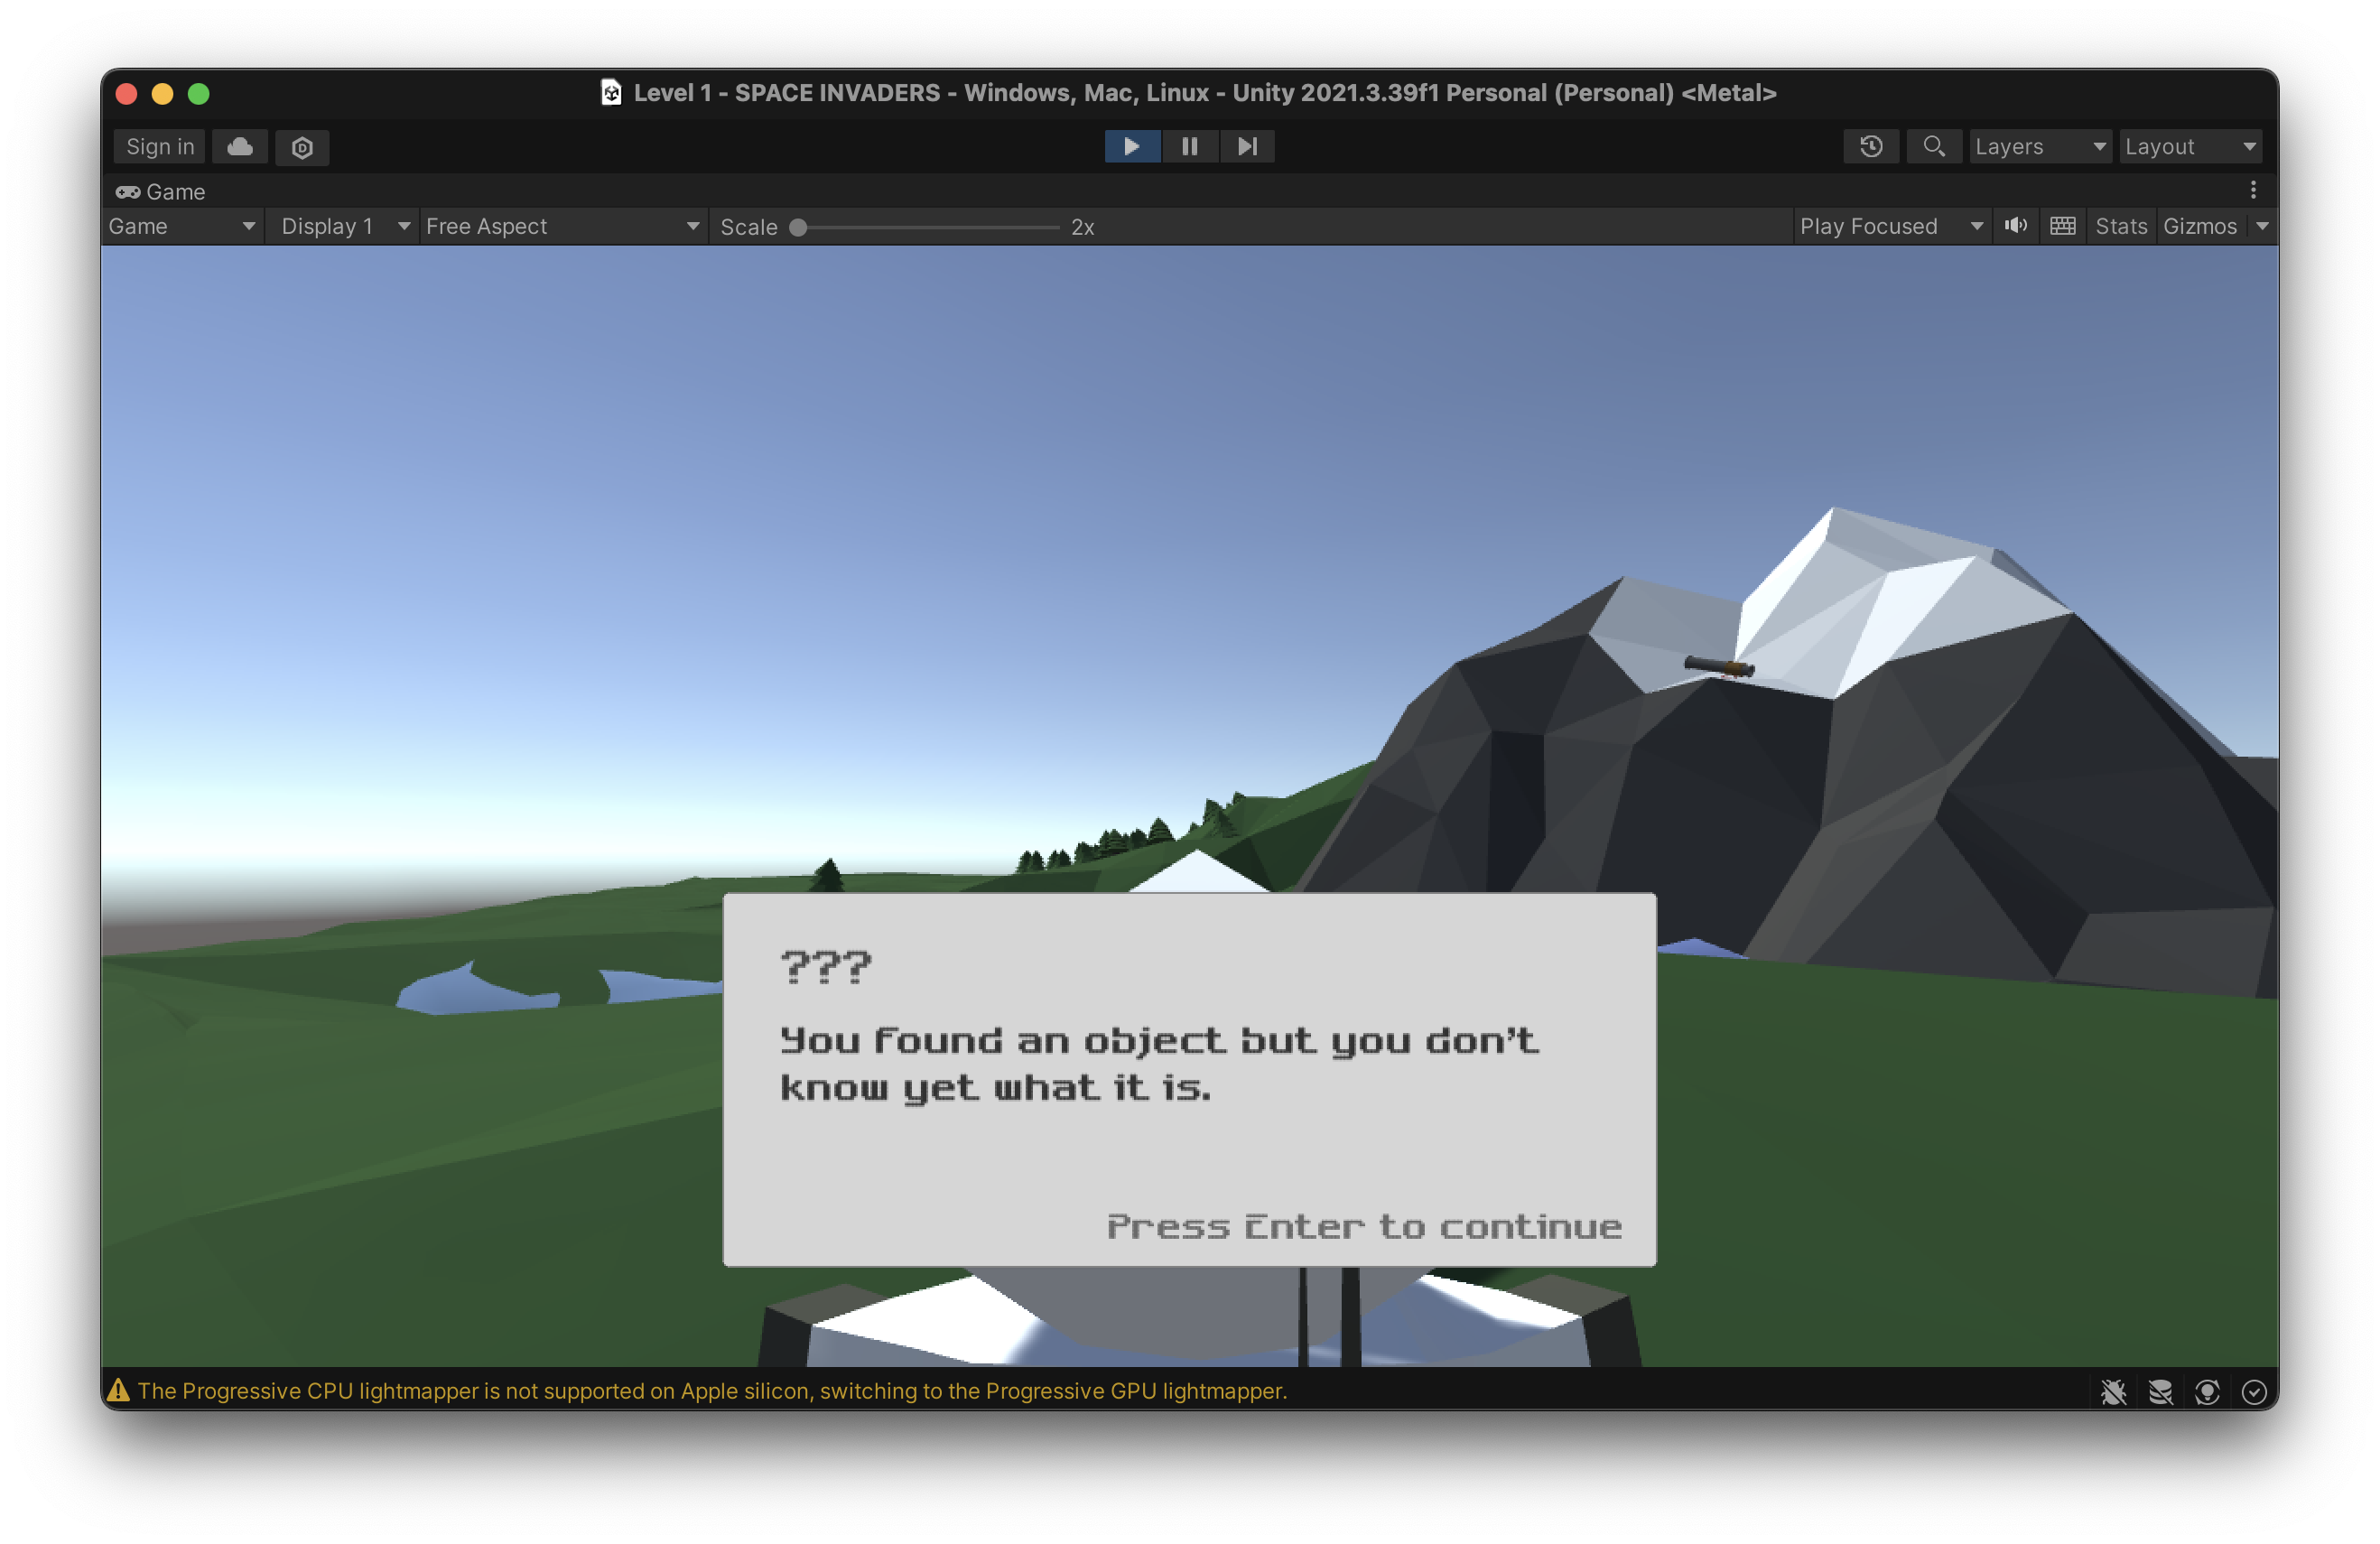 Level 1 - SPACE INVADERS - Windows, Mac, Linux - Unity 2021.3.39f1 Personal (Personal) <Metal>
Sign in
Layers
Layout
Game
Game
Display 1
Free Aspect
Scale
2x
Play Focused
Stats
Gizmos
???
You found an object but you don't
know yet what it is.
Press Enter to continue
The Progressive CPU lightmapper is not supported on Apple silicon, switching to the Progressive GPU lightmapper.